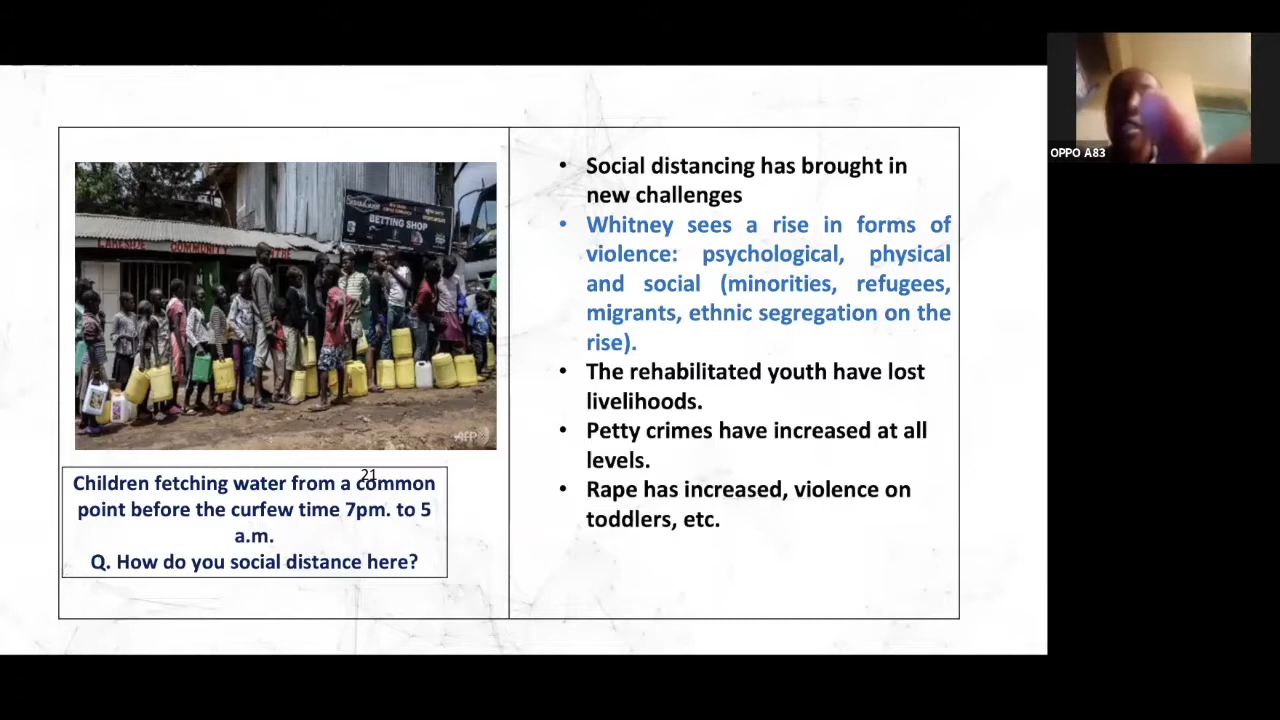 LAKESIDE COMMUNITY
BETTING SHOP
AFP
21
Children fetching water from a common
point before the curfew time 7pm. to 5
a.m.
Q. How do you social distance here?
• Social distancing has brought in
new challenges
• Whitney sees a rise in forms of
violence: psychological, physical
and social (minorities, refugees,
migrants, ethnic segregation on the
rise).
• The rehabilitated youth have lost
livelihoods.
• Petty crimes have increased at all
levels.
• Rape has increased, violence on
toddlers, etc.
OPPO A83